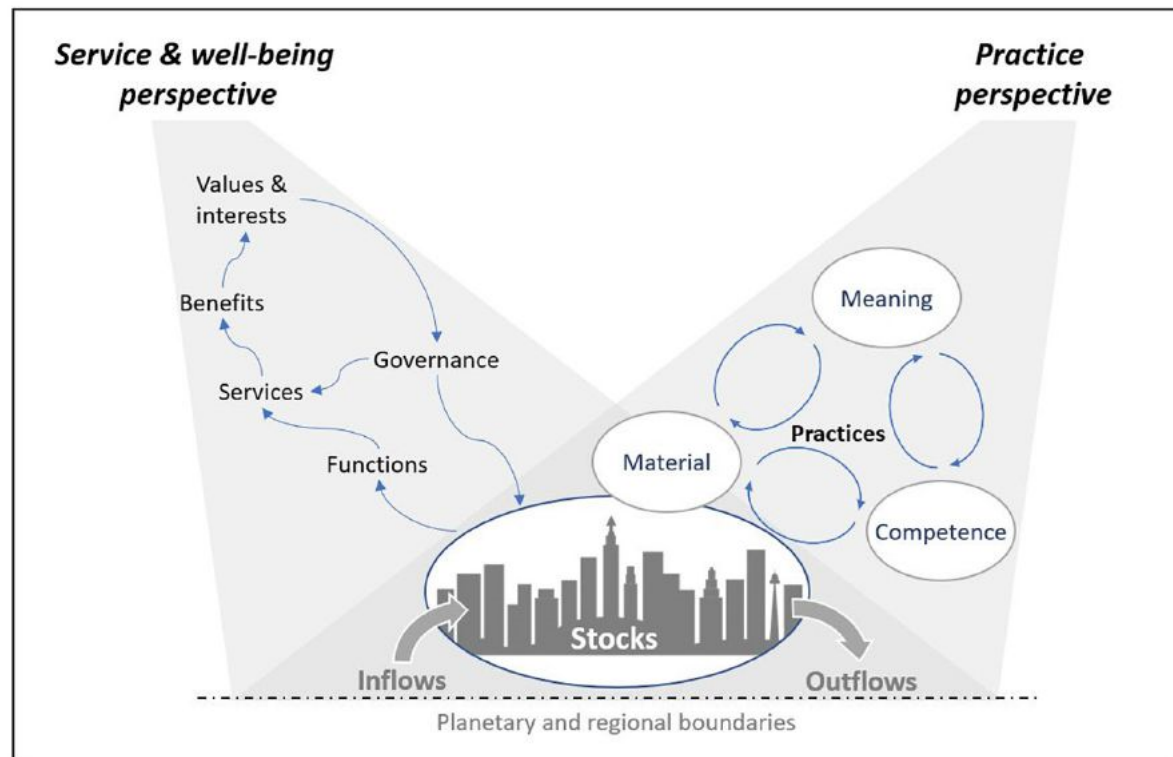 Service & well-being
perspective
Practice
perspective
Values &
interests
Benefits
Governance
Services
Functions
Meaning
Practices
Material
Competence
Stocks
Inflows
Outflows
Planetary and regional boundaries